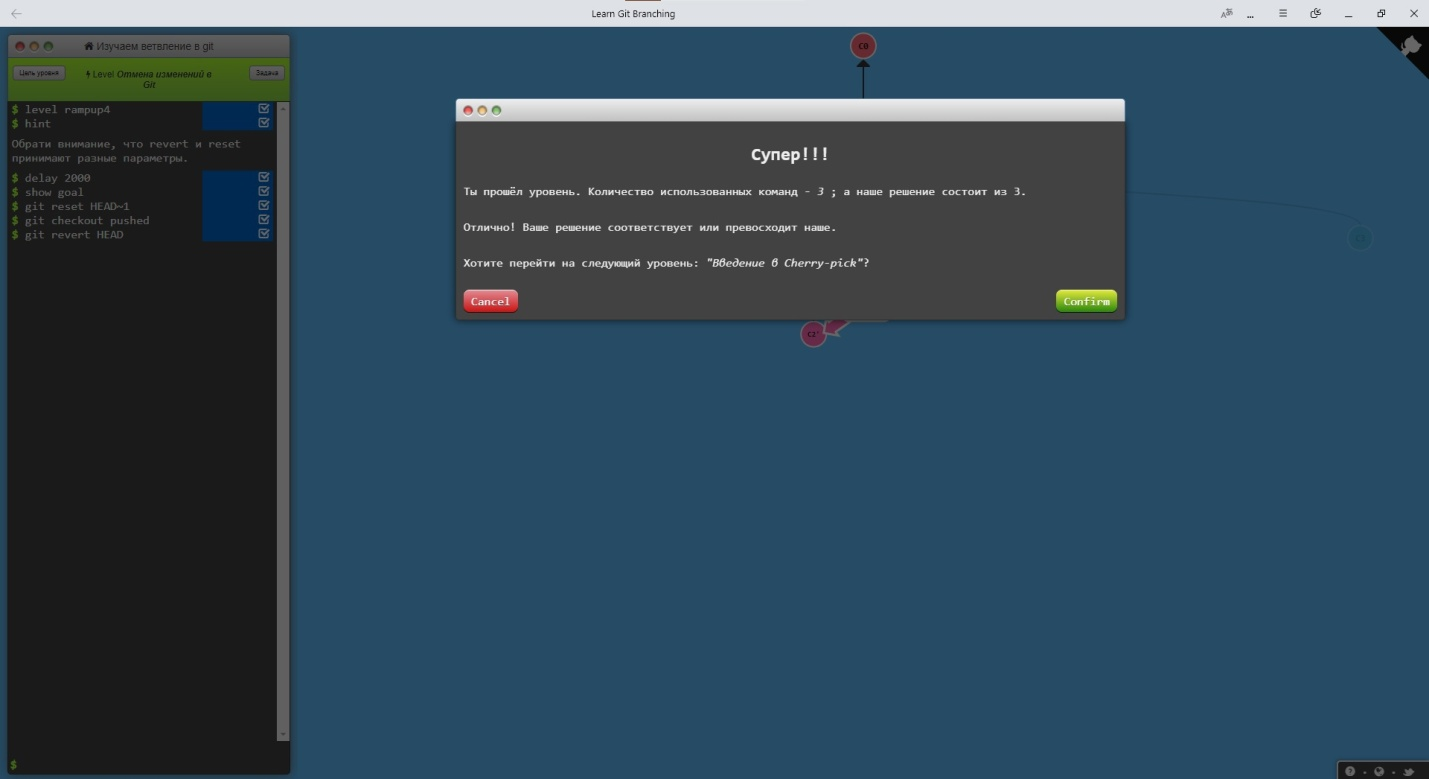 Learn Git Branching
Изучаем ветвление в git
Цель уровня
Level Отмена изменений в
Git
Задача
$ level rampup4
$ hint
Обрати внимание, что revert и reset
принимают разные параметры.
$ delay 2000
$ show goal
$ git reset HEAD~1
$ git checkout pushed
$ git revert HEAD
$
C0
Супер!!!
Ты прошёл уровень. Количество использованных команд - 3 ; а наше решение состоит из 3.
Отлично! Ваше решение соответствует или превосходит наше.
Хотите перейти на следующий уровень: "Введение в Cherry-pick"?
Cancel
Confirm
C2'